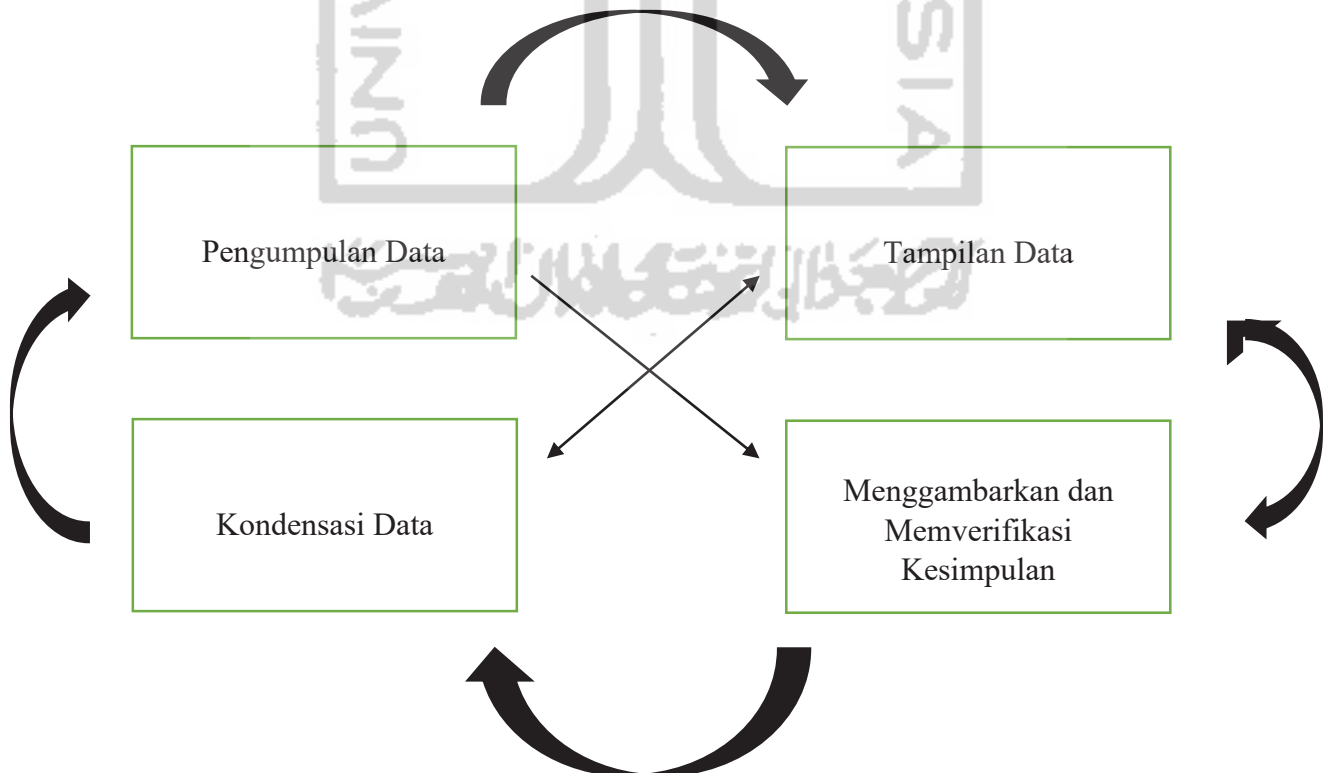 Pengumpulan Data
Tampilan Data
Kondensasi Data
Menggambarkan dan
Memverifikasi
Kesimpulan